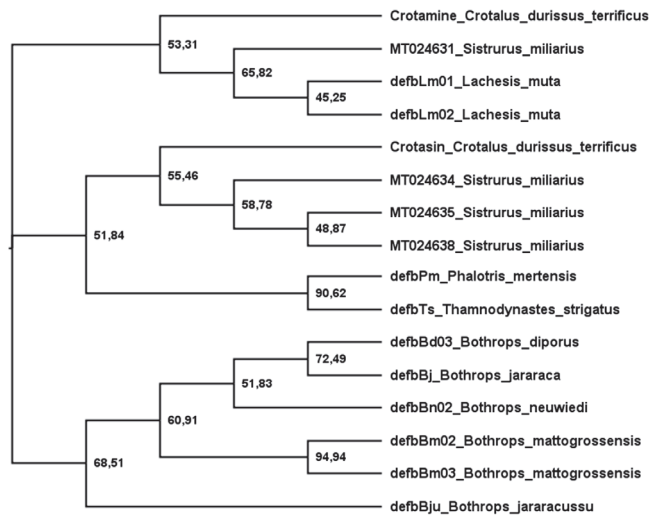 Crotamine_Crotalus_durissus_terrificus
53,31
MT024631_Sistrurus_miliarius
65,82
defbLm01_Lachesis_muta
45,25
defbLm02_Lachesis_muta
Crotasin_Crotalus_durissus_terrificus
55,46
MT024634_Sistrurus_miliarius
58,78
MT024635_Sistrurus_miliarius
48,87
51,84
MT024638_Sistrurus_miliarius
defbPm_Phalotris_mertensis
90,62
defbTs_Thamnodynastes_strigatus
defbBd03_Bothrops_diporus
72,49
defbBj_Bothrops_jararaca
51,83
defbBn02_Bothrops_neuwiedi
60,91
defbBm02_Bothrops_mattogrossensis
94,94
68,51
defbBm03_Bothrops_mattogrossensis
defbBju_Bothrops_jararacussu